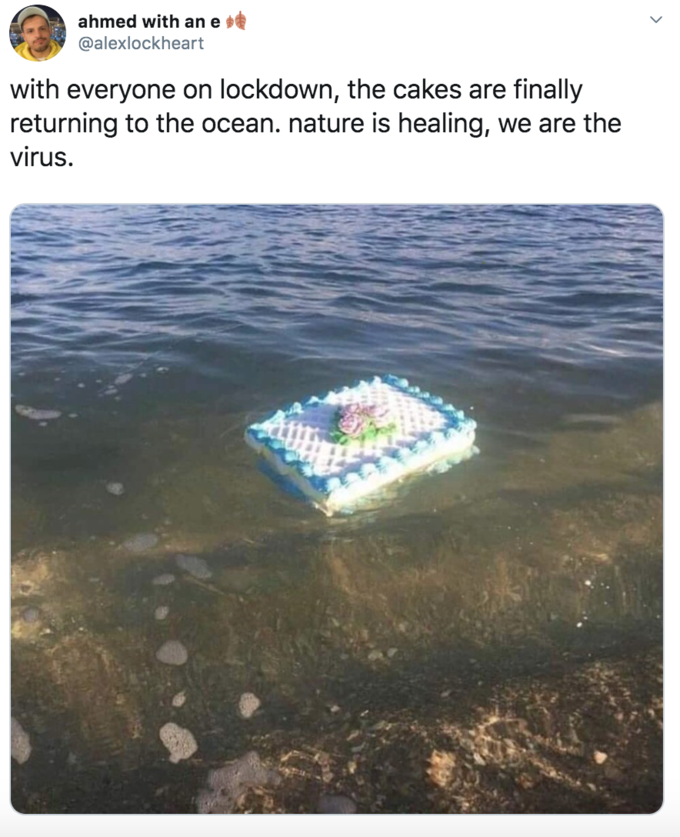 ahmed with an e
@alexlockheart
with everyone on lockdown, the cakes are finally
returning to the ocean. nature is healing, we are the
virus.